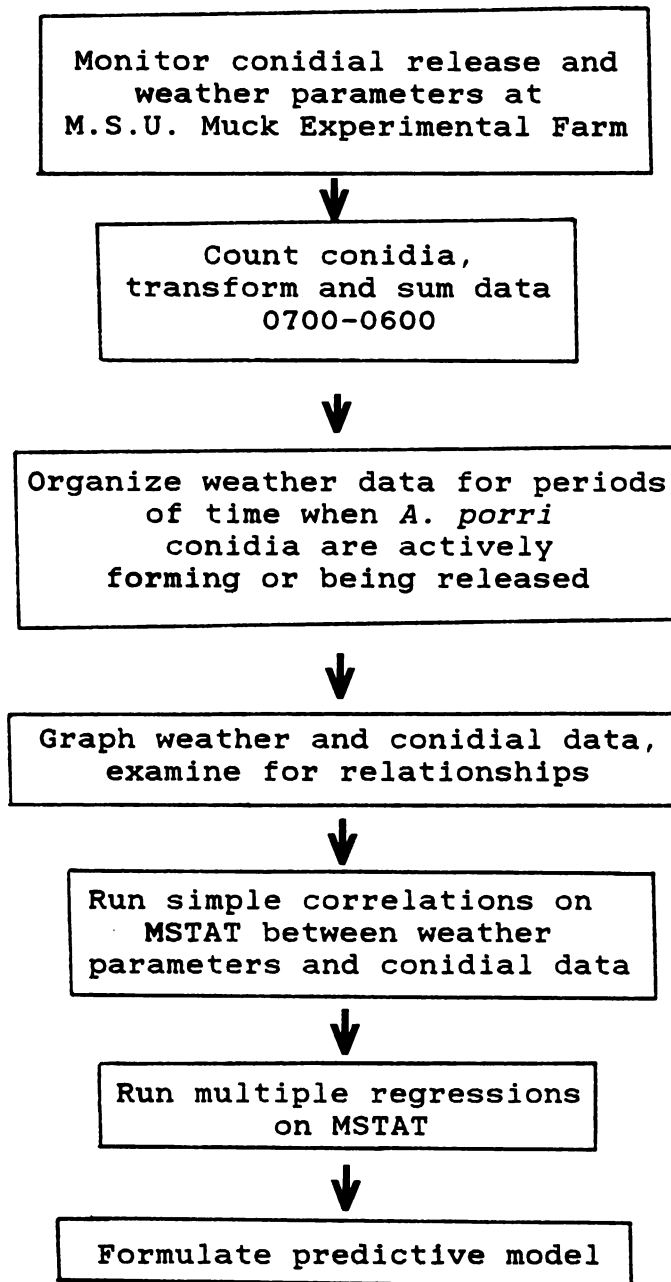 Monitor conidial release and
weather parameters at
M.S.U. Muck Experimental Farm
Count conidia,
transform and sum data
0700-0600
Organize weather data for periods
of time when A. porri
conidia are actively
forming or being released
Graph weather and conidial data,
examine for relationships
Run simple correlations on
MSTAT between weather
parameters and conidial data
Run multiple regressions
on MSTAT
Formulate predictive model